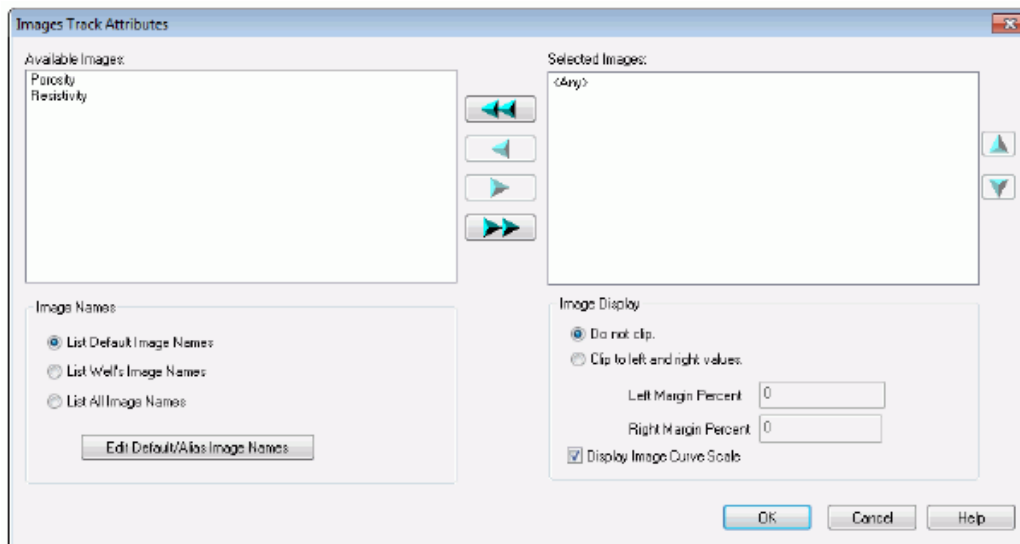 Images Track Attributes
Available Images:
Porosity
Resistivity
Selected Images:
<Any>
Image Names
List Default Image Names
List Well's Image Names
List All Image Names
Edit Default/Alias Image Names
Image Display
Do not clip.
Clip to left and right values.
Left Margin Percent 0
Right Margin Percent 0
Display Image Curve Scale
OK Cancel Help